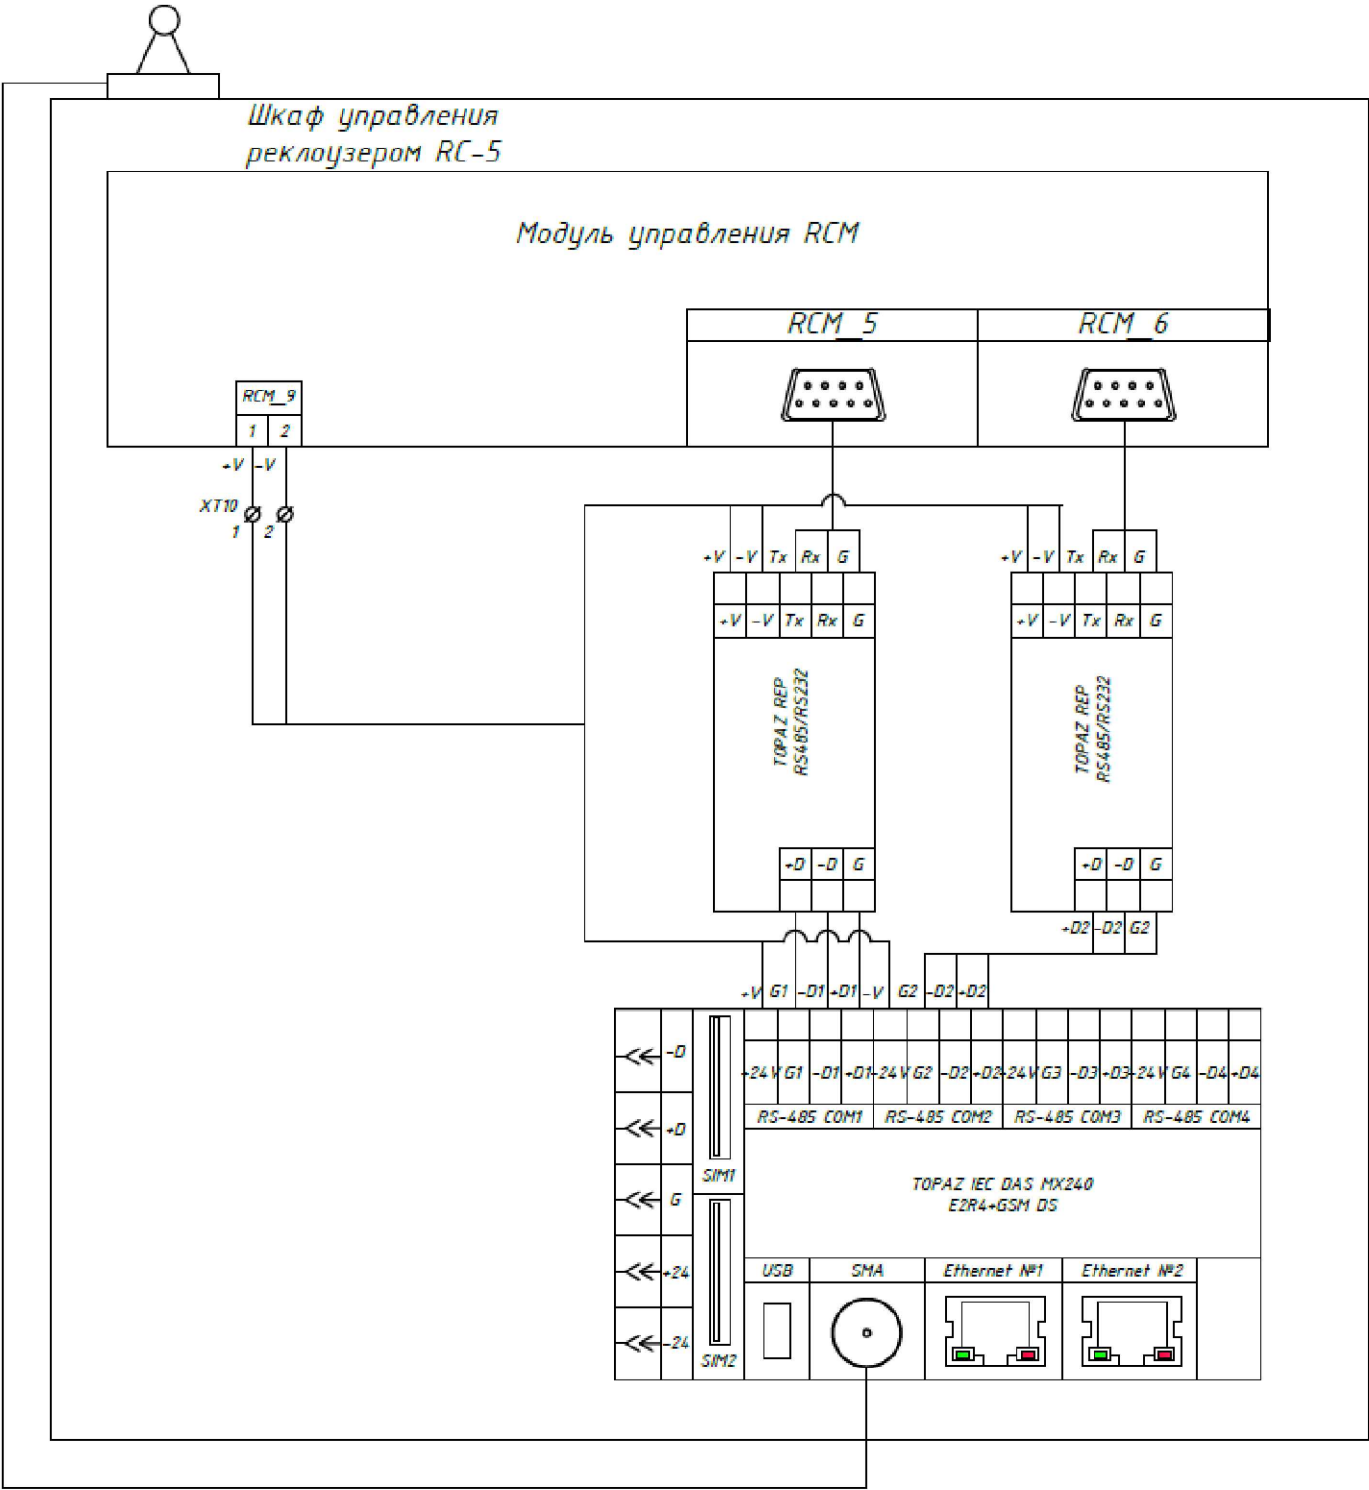 Шкаф управления
реклоузером RC-5
Модуль управления RCM
RCM_5 RCM_6
RCM_9
1 2
+V -V
XT10
1 2
+V -V Tx Rx G +V -V Tx Rx G
+V -V Tx Rx G +V -V Tx Rx G
TOPAZ REP
RS485/RS232
TOPAZ REP
RS485/RS232
+D -D G +D -D G
+D2 -D2 G2
+V G1 -D1 +D1 -V G2 -D2 +D2
-D
+D
G
+24
-24
SIM1
SIM2
+24V G1 -D1 +D1 -24V G2 -D2 +D2 +24V G3 -D3 +D3 -24V G4 -D4 +D4
RS-485 COM1 RS-485 COM2 RS-485 COM3 RS-485 COM4
TOPAZ IEC DAS MX240
E2R4+GSM DS
USB SMA Ethernet №1 Ethernet №2